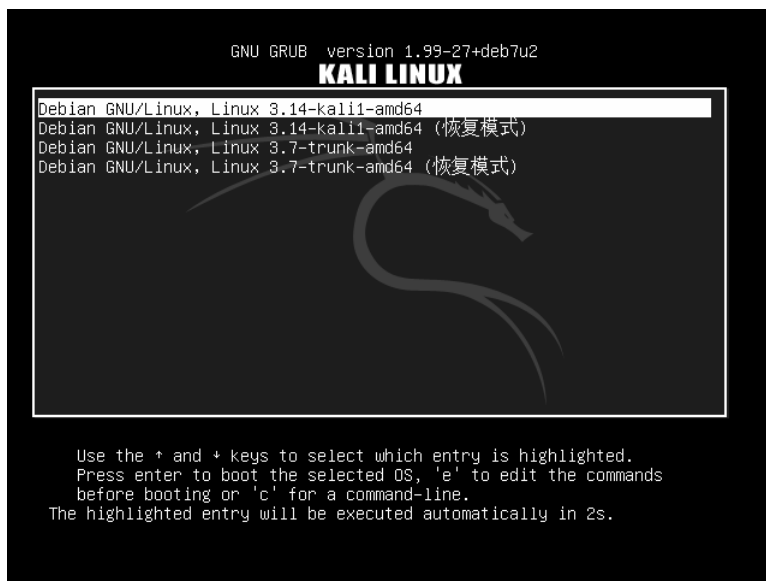 GNU GRUB version 1.99-27+deb7u2
KALI LINUX
Debian GNU/Linux, Linux 3.14-kali1-amd64
Debian GNU/Linux, Linux 3.14-kali1-amd64 (恢复模式)
Debian GNU/Linux, Linux 3.7-trunk-amd64
Debian GNU/Linux, Linux 3.7-trunk-amd64 (恢复模式)
Use the ↑ and ↓ keys to select which entry is highlighted.
Press enter to boot the selected OS, 'e' to edit the commands
before booting or 'c' for a command-line.
The highlighted entry will be executed automatically in 2s.